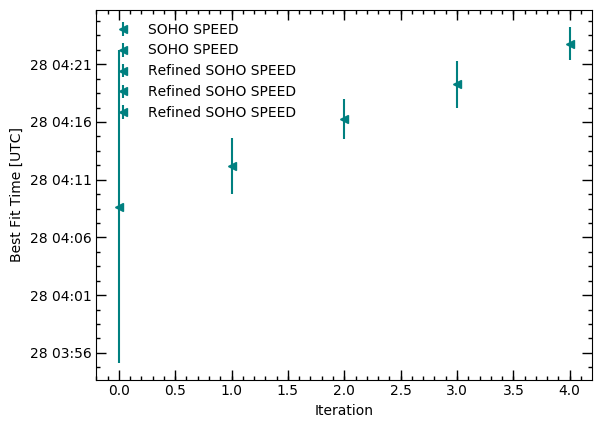 SOHO SPEED
SOHO SPEED
Refined SOHO SPEED
Refined SOHO SPEED
Refined SOHO SPEED
28 04:21
28 04:16
28 04:11
28 04:06
28 04:01
28 03:56
Best Fit Time [UTC]
0.0 0.5 1.0 1.5 2.0 2.5 3.0 3.5 4.0
Iteration